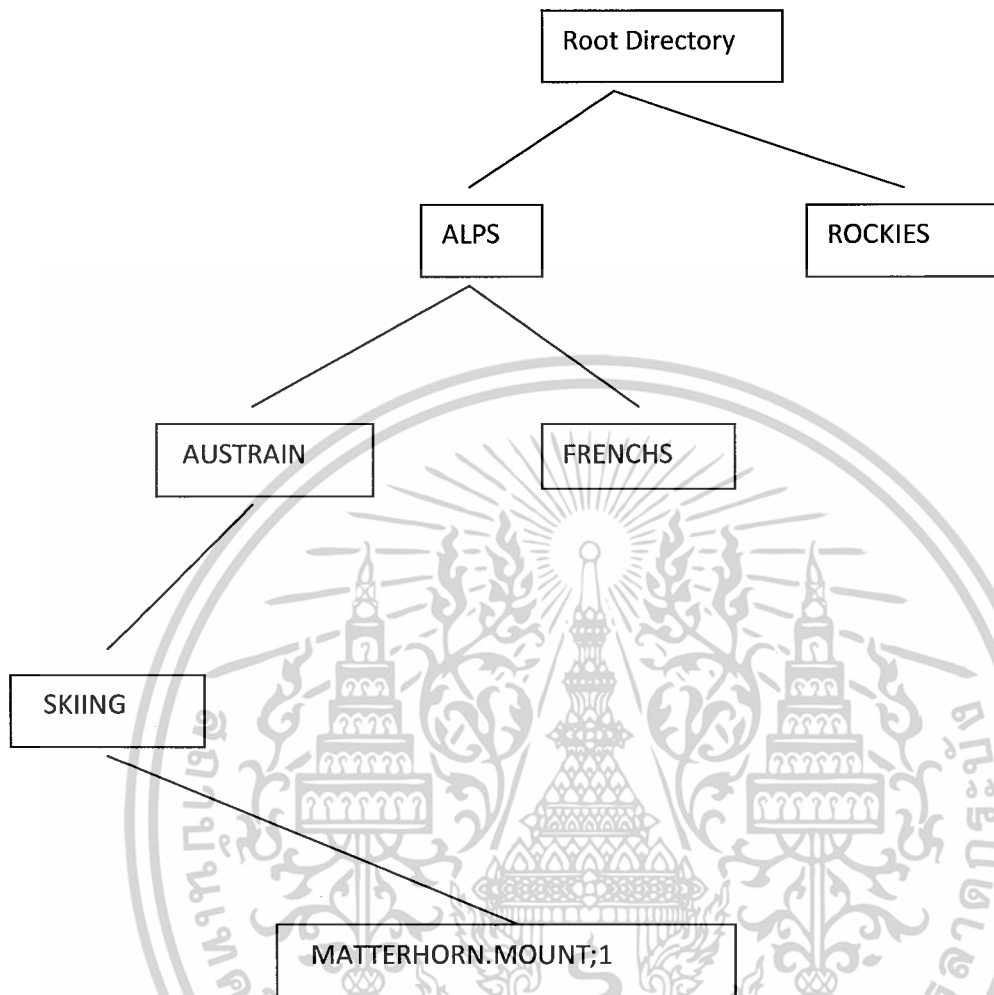 Root Directory
ALPS
ROCKIES
AUSTRAIN
FRENCHS
SKIING
MATTERHORN.MOUNT;1